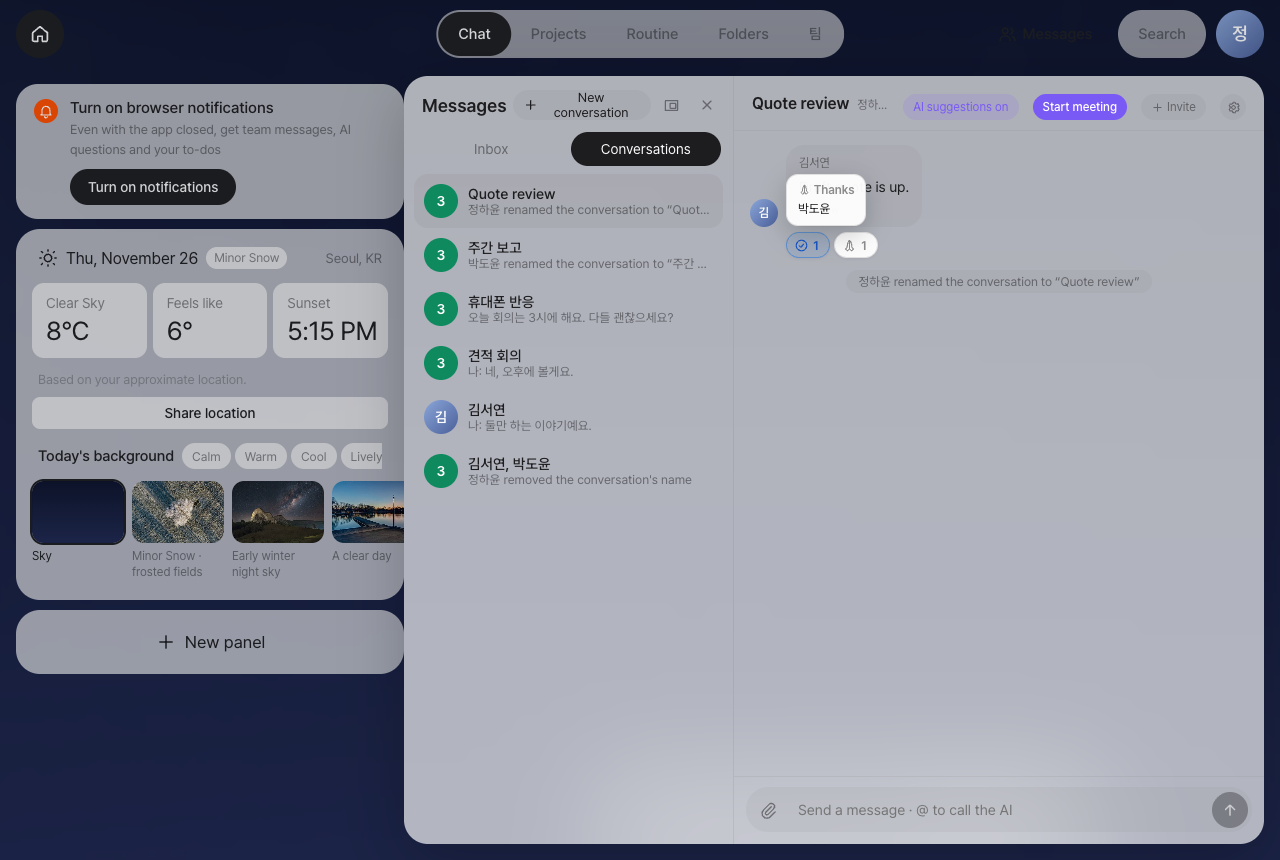 Chat
Projects
Routine
Folders
팀
Messages
Search
정
Turn on browser notifications
Even with the app closed, get team messages, AI
questions and your to-dos
Turn on notifications
Thu, November 26
Minor Snow
Seoul, KR
Clear Sky
8°C
Feels like
6°
Sunset
5:15 PM
Based on your approximate location.
Share location
Today's background
Calm
Warm
Cool
Lively
Sky
Minor Snow ·
frosted fields
Early winter
night sky
A clear day
New panel
Messages
New
conversation
Inbox
Conversations
3
Quote review
정하윤 renamed the conversation to “Quot…
3
주간 보고
박도윤 renamed the conversation to “주간 …
3
휴대폰 반응
오늘 회의는 3시에 해요. 다들 괜찮으세요?
3
견적 회의
나: 네, 오후에 볼게요.
김
김서연
나: 둘만 하는 이야기예요.
3
김서연, 박도윤
정하윤 removed the conversation's name
Quote review
정하…
AI suggestions on
Start meeting
Invite
김서연
is up.
Thanks
박도윤
김
1
1
정하윤 renamed the conversation to “Quote review”
Send a message · @ to call the AI